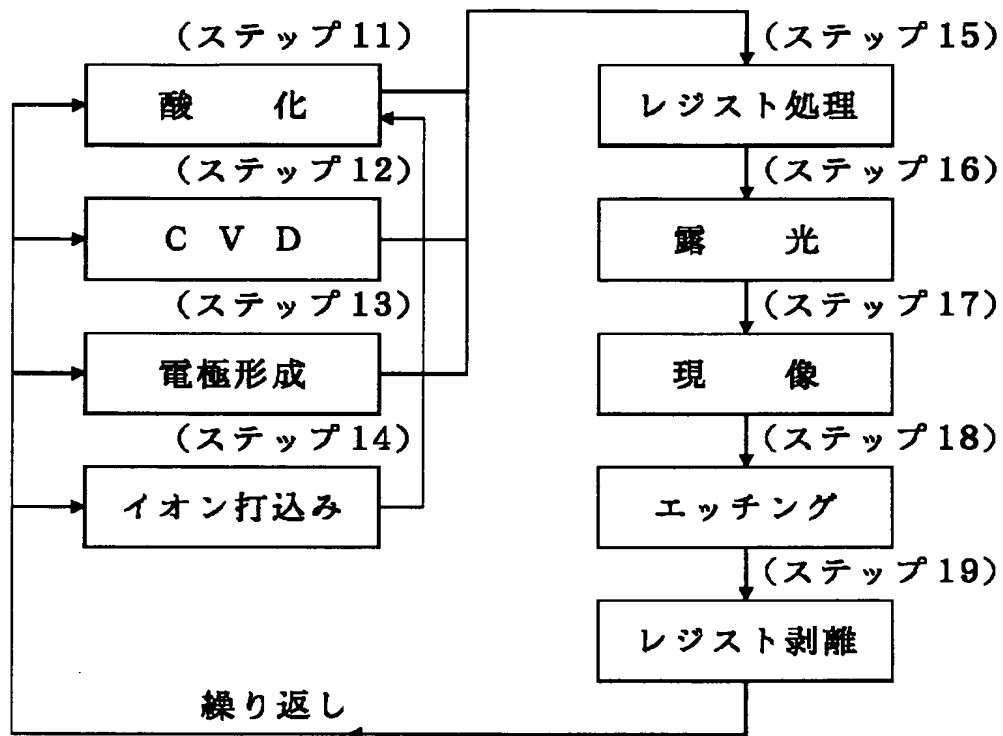 (ステップ11)
酸化
(ステップ12)
CVD
(ステップ13)
電極形成
(ステップ14)
イオン打込み
(ステップ15)
レジスト処理
(ステップ16)
露光
(ステップ17)
現像
(ステップ18)
エッチング
(ステップ19)
レジスト剥離
繰り返し